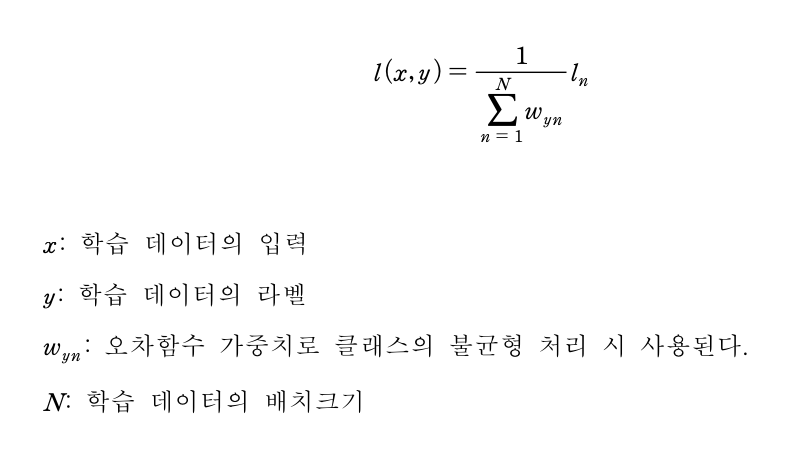 l(x,y) = \frac{1}{\sum_{n=1}^{N} w_{yn}} l_n
x: 학습 데이터의 입력
y: 학습 데이터의 라벨
w_{yn}: 오차함수 가중치로 클래스의 불균형 처리 시 사용된다.
N: 학습 데이터의 배치크기